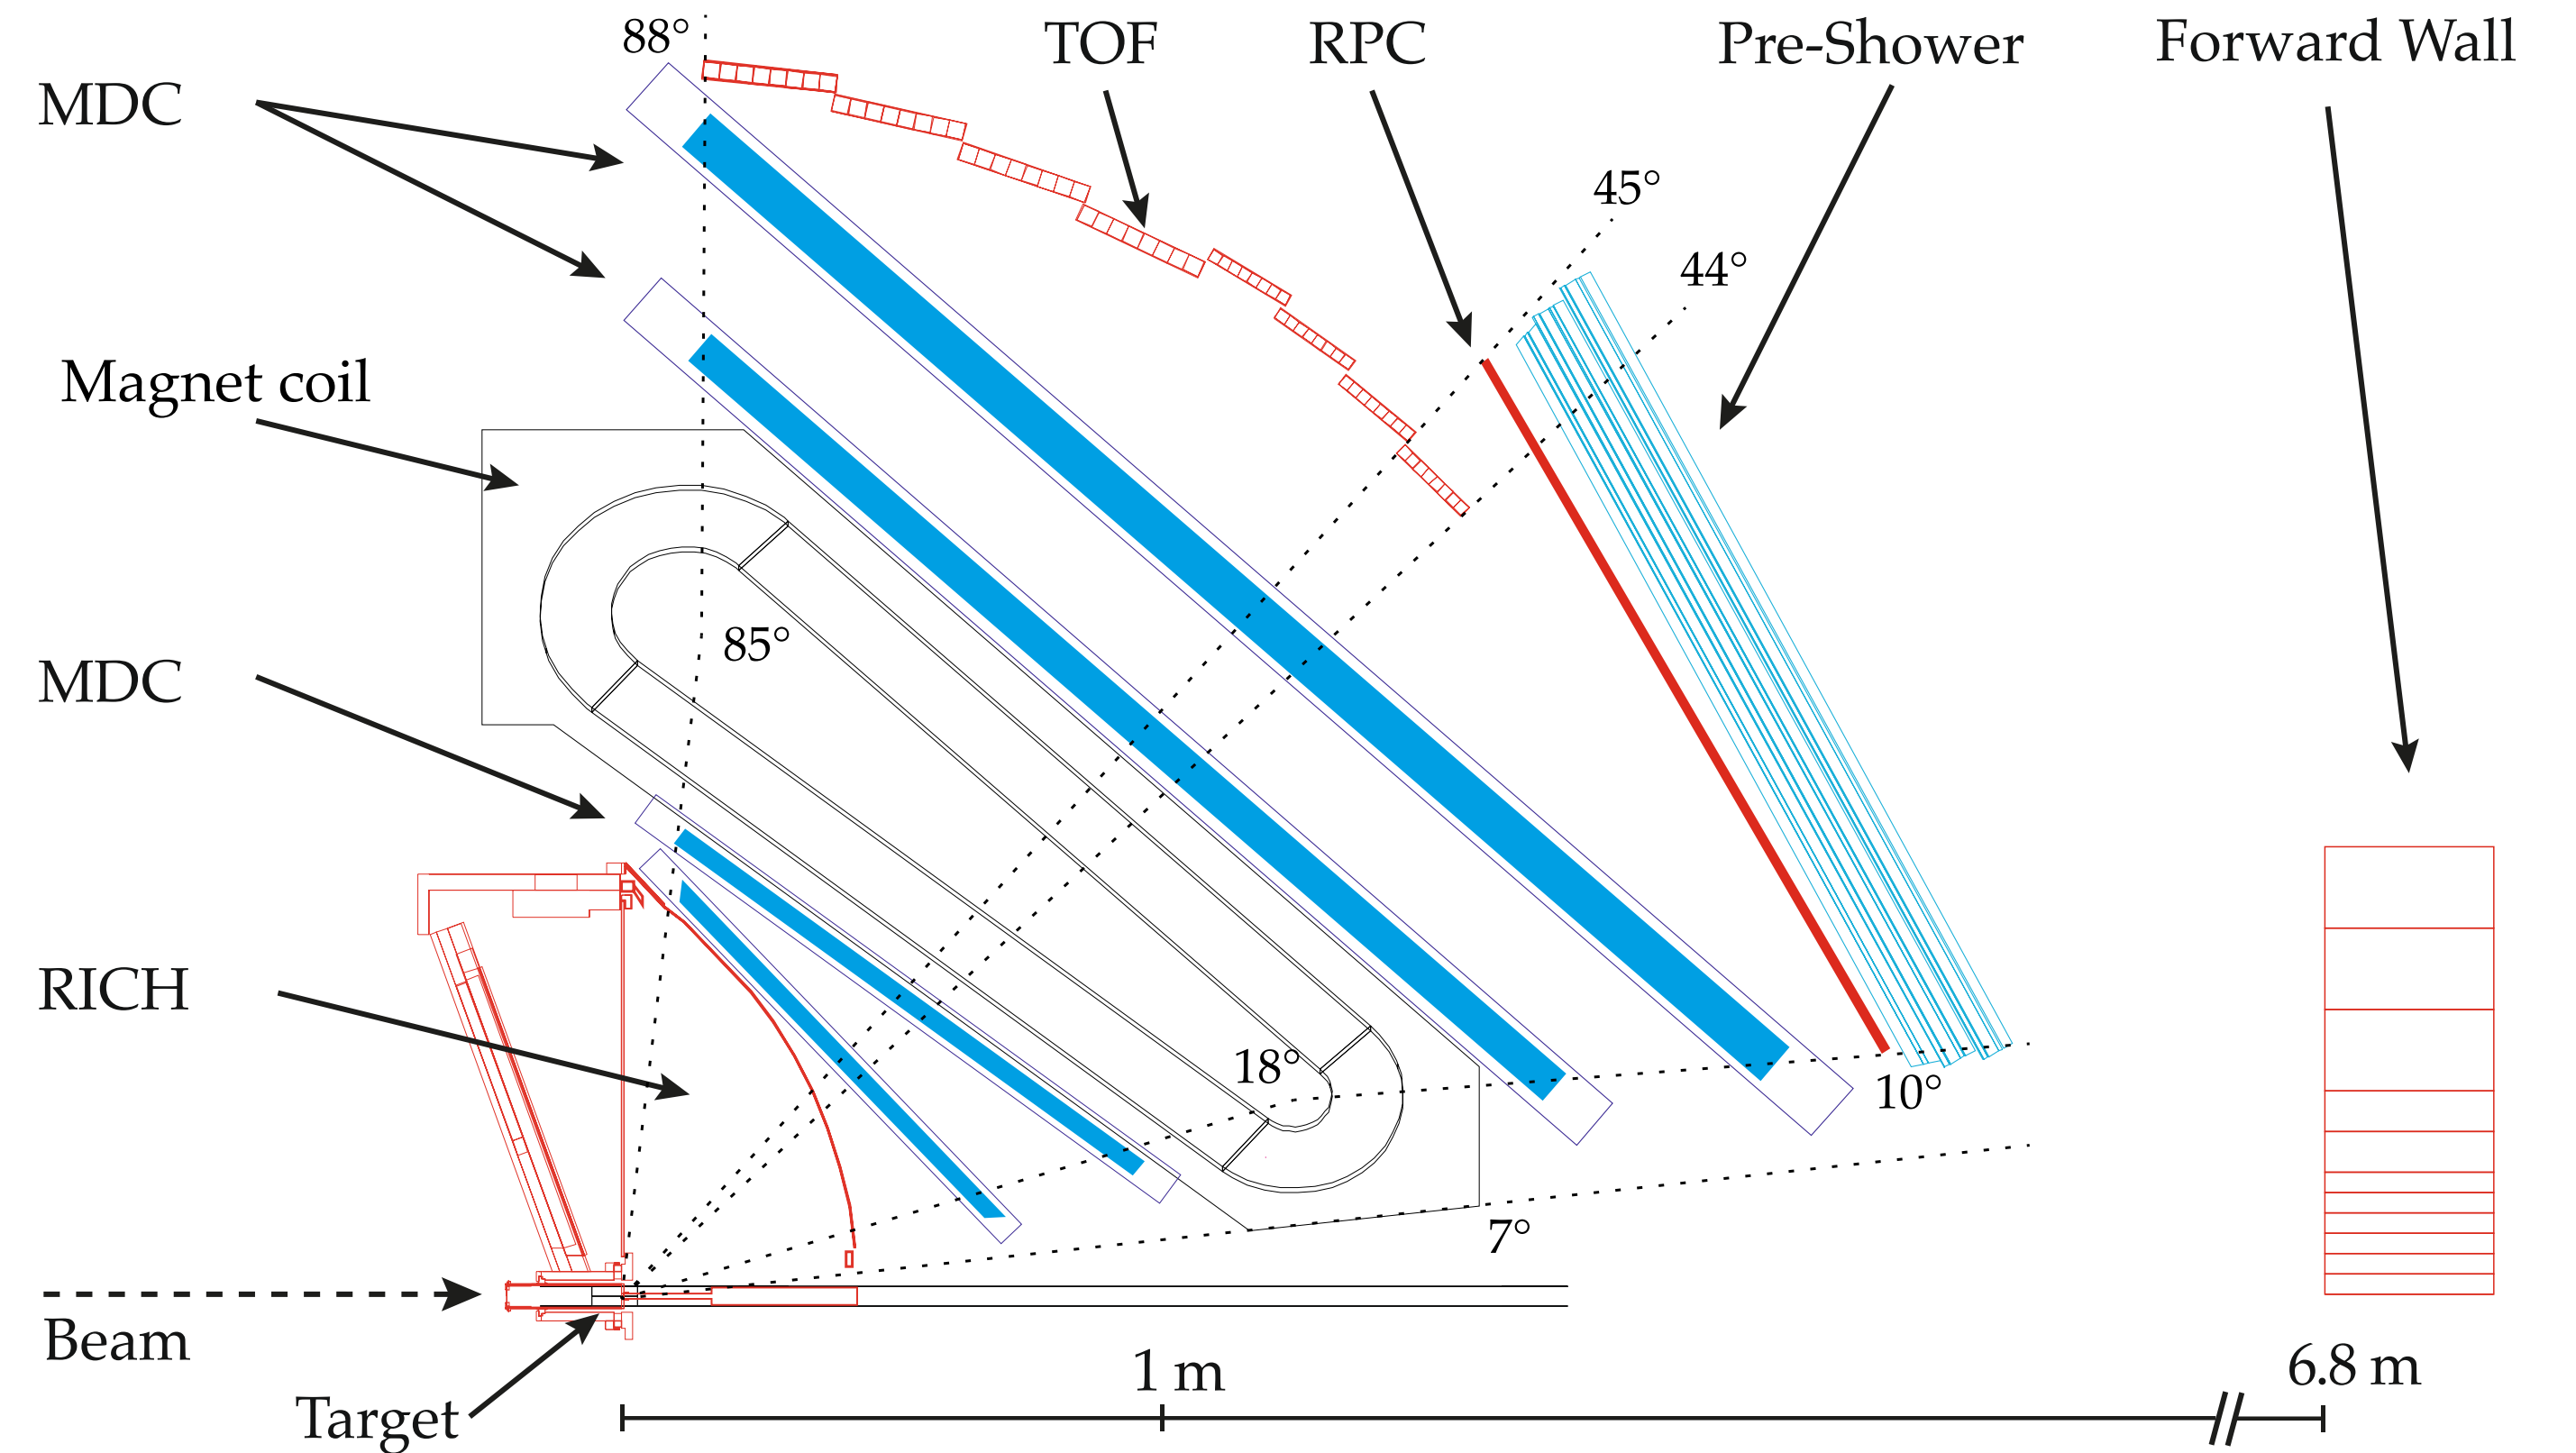 88°
TOF
RPC
Pre-Shower
Forward Wall
MDC
45°
44°
Magnet coil
85°
MDC
RICH
18°
10°
7°
Beam
Target
1 m
6.8 m